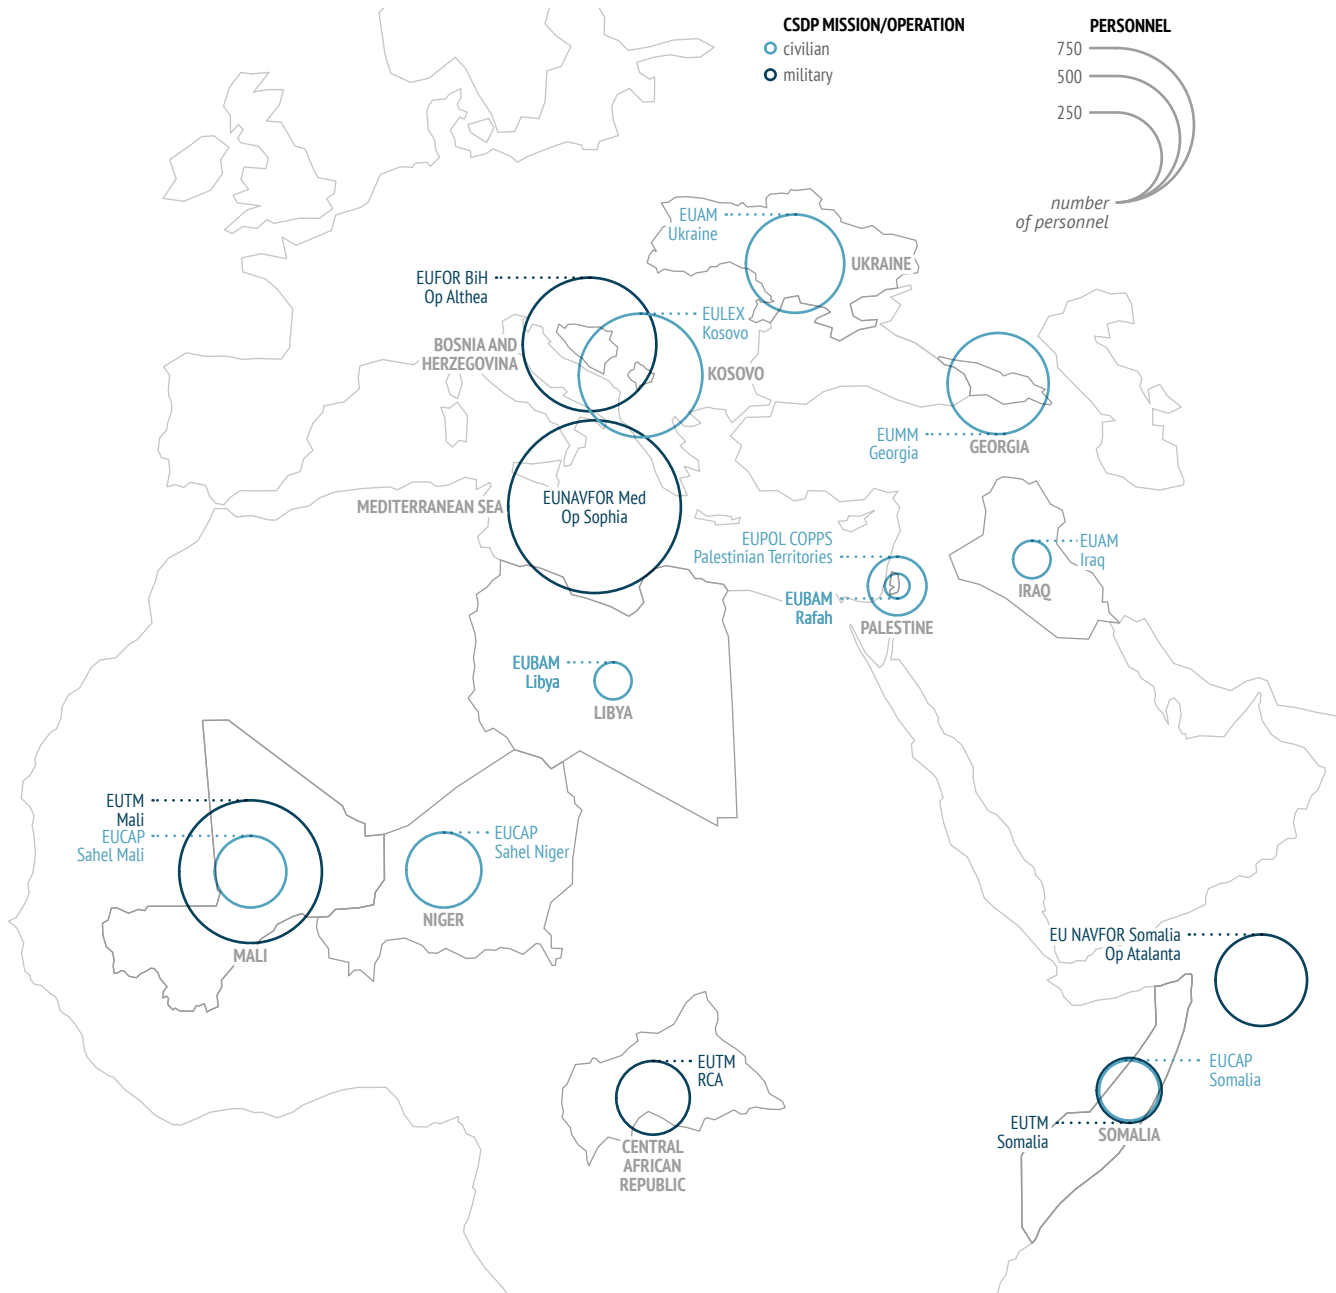 CSDP MISSION/OPERATION
civilian
military
PERSONNEL
750
500
250
number
of personnel
EUAM
Ukraine
UKRAINE
EUFOR BiH
Op Althea
EULEX
Kosovo
BOSNIA AND
HERZEGOVINA
KOSOVO
EUMM
Georgia
GEORGIA
MEDITERRANEAN SEA
EUNAVFOR Med
Op Sophia
EUPOL COPPS
Palestinian Territories
EUAM
Iraq
IRAQ
EUBAM
Rafah
PALESTINE
EUBAM
Libya
LIBYA
EUTM
Mali
EUCAP
Sahel Mali
MALI
EUCAP
Sahel Niger
NIGER
EU NAVFOR Somalia
Op Atalanta
EUTM
RCA
CENTRAL
AFRICAN
REPUBLIC
EUCAP
Somalia
EUTM
Somalia
SOMALIA